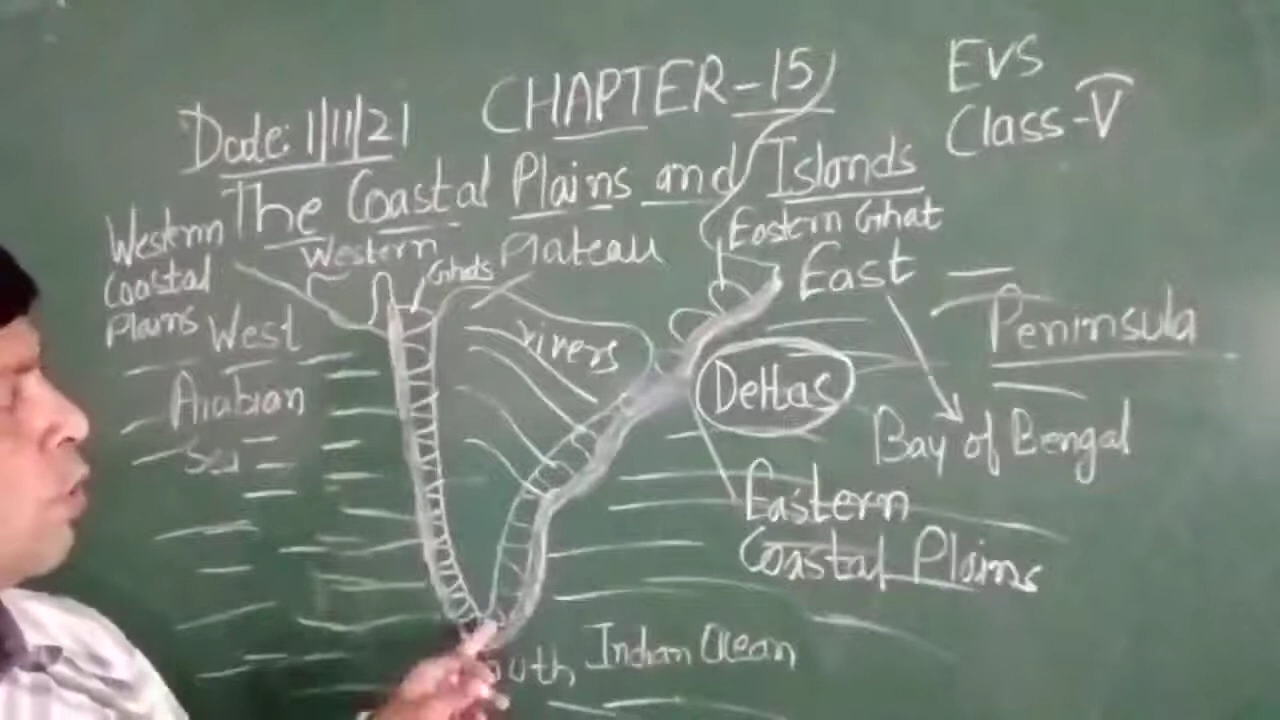 EVS
Class-V
CHAPTER-15
Date: 1/11/21
The Coastal Plains and Islands
Western
Coastal
Plains
Western
Ghats
Plateau
Eastern Ghat
East
West
rivers
Peninsula
Arabian
Sea
Deltas
Bay of Bengal
Eastern
Coastal Plains
South
Indian Ocean